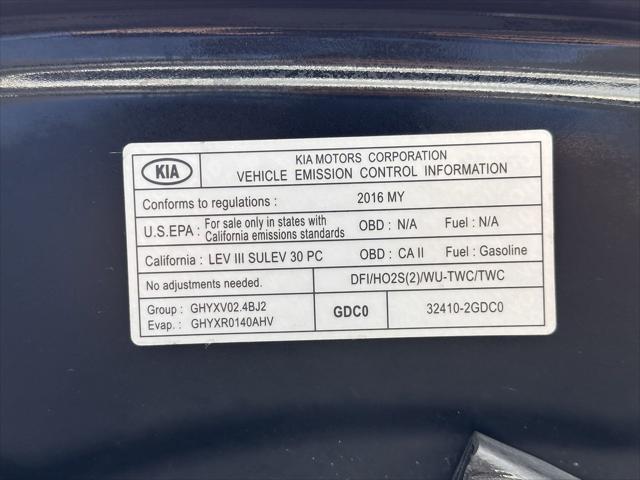 KIA
KIA MOTORS CORPORATION
VEHICLE EMISSION CONTROL INFORMATION
Conforms to regulations : 2016 MY
U.S.EPA : For sale only in states with California emissions standards OBD : N/A Fuel : N/A
California : LEV III SULEV 30 PC OBD : CA II Fuel : Gasoline
No adjustments needed. DFI/HO2S(2)/WU-TWC/TWC
Group : GHYXV02.4BJ2
Evap. : GHYXR0140AHV
GDC0 32410-2GDC0